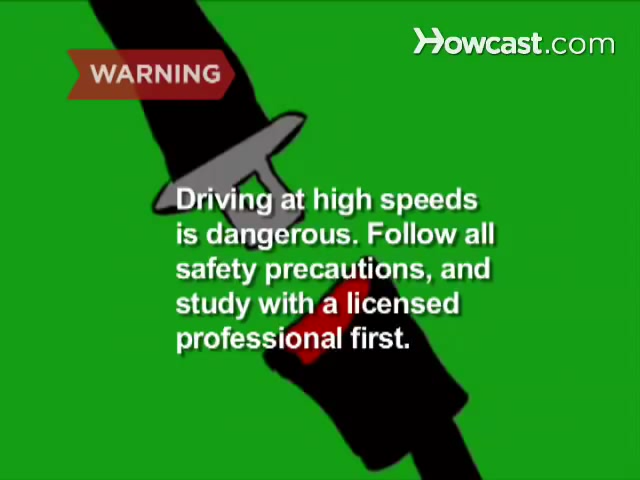 Howcast.com
WARNING
Driving at high speeds
is dangerous. Follow all
safety precautions, and
study with a licensed
professional first.